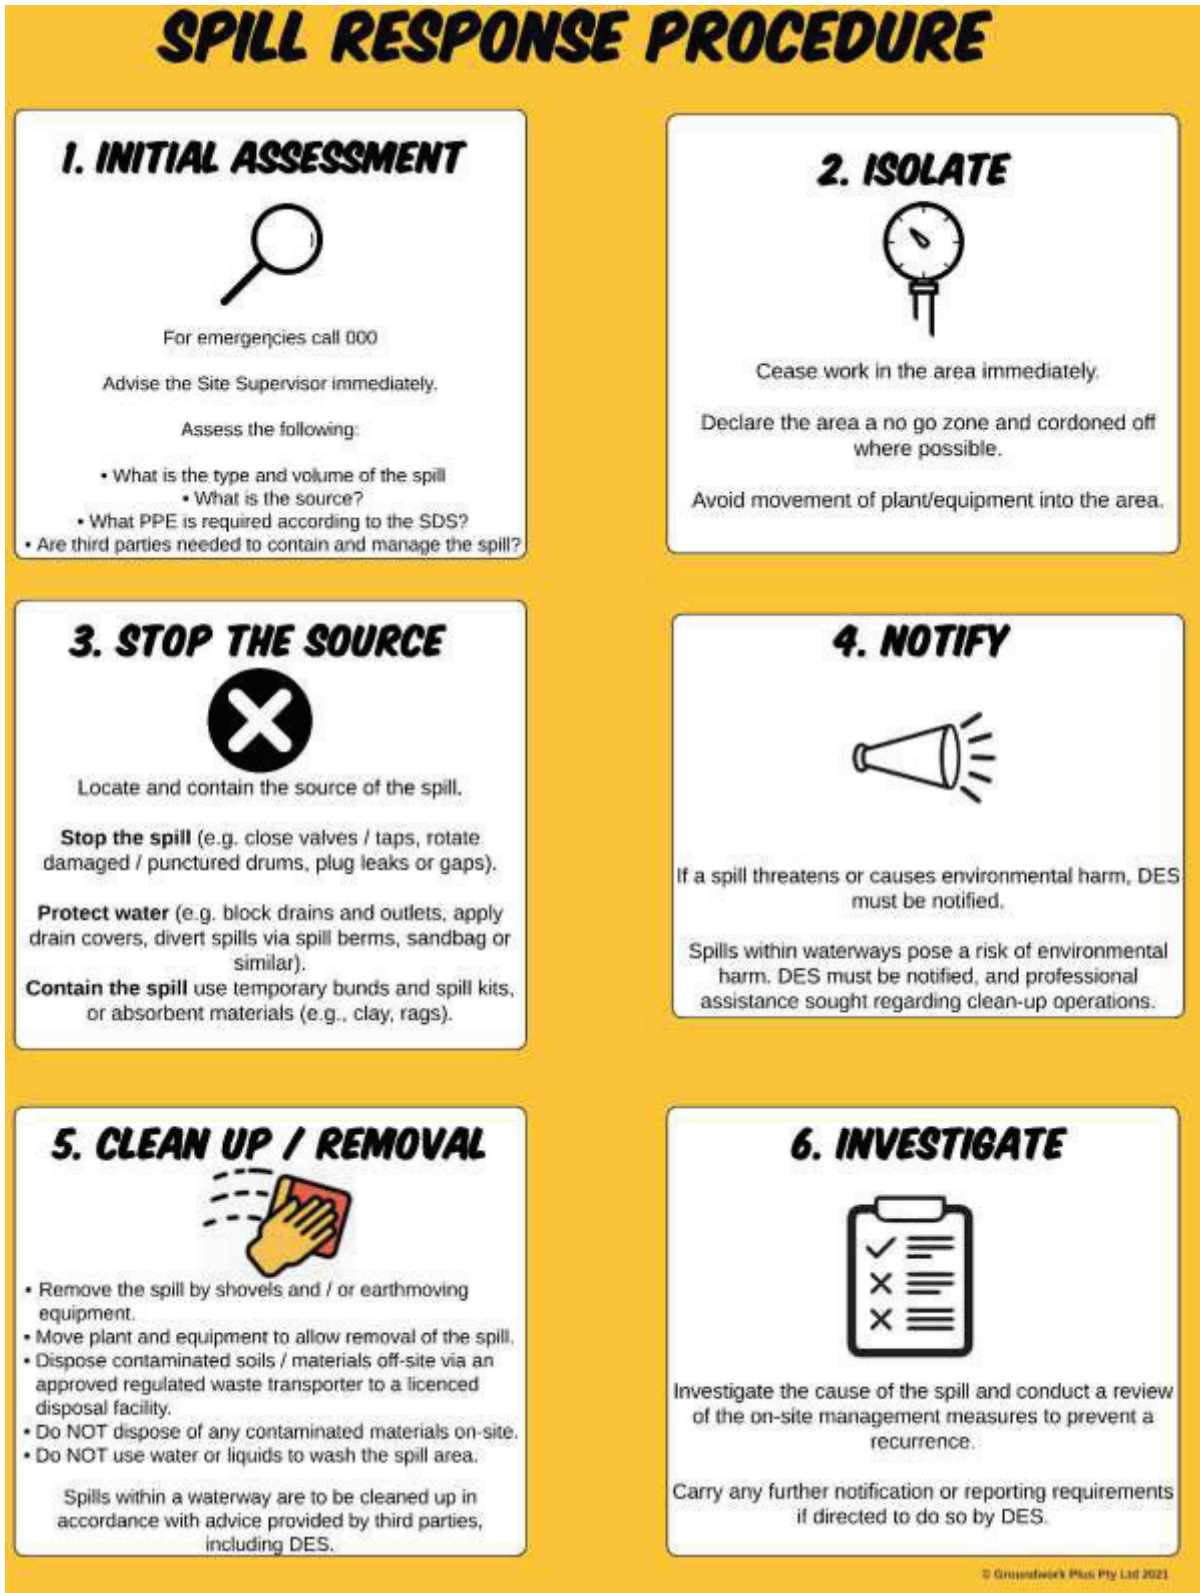 SPILL RESPONSE PROCEDURE
1. INITIAL ASSESSMENT
For emergencies call 000
Advise the Site Supervisor immediately.
Assess the following:
• What is the type and volume of the spill
• What is the source?
• What PPE is required according to the SDS?
• Are third parties needed to contain and manage the spill?
2. ISOLATE
Cease work in the area immediately.
Declare the area a no go zone and cordoned off
where possible.
Avoid movement of plant/equipment into the area.
3. STOP THE SOURCE
Locate and contain the source of the spill.
Stop the spill (e.g. close valves / taps, rotate
damaged / punctured drums, plug leaks or gaps).
Protect water (e.g. block drains and outlets, apply
drain covers, divert spills via spill berms, sandbag or
similar).
Contain the spill use temporary bunds and spill kits,
or absorbent materials (e.g., clay, rags).
4. NOTIFY
If a spill threatens or causes environmental harm, DES
must be notified.
Spills within waterways pose a risk of environmental
harm. DES must be notified, and professional
assistance sought regarding clean-up operations.
5. CLEAN UP / REMOVAL
• Remove the spill by shovels and / or earthmoving
equipment.
• Move plant and equipment to allow removal of the spill.
• Dispose contaminated soils / materials off-site via an
approved regulated waste transporter to a licenced
disposal facility.
• Do NOT dispose of any contaminated materials on-site.
• Do NOT use water or liquids to wash the spill area.
Spills within a waterway are to be cleaned up in
accordance with advice provided by third parties,
including DES.
6. INVESTIGATE
Investigate the cause of the spill and conduct a review
of the on-site management measures to prevent a
recurrence.
Carry any further notification or reporting requirements
if directed to do so by DES.
© Groundwork Plus Pty Ltd 2021